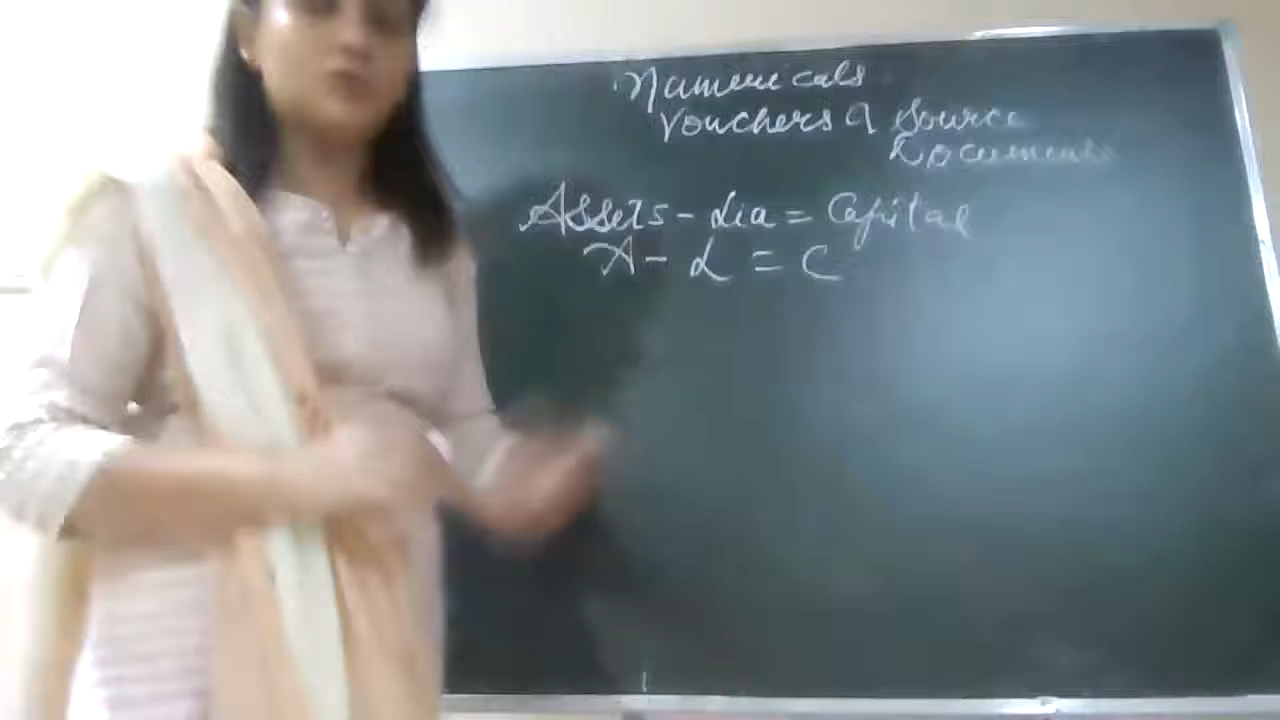 Numericals
Vouchers & Source
Documents
Assets - Lia = Capital
A - L = C